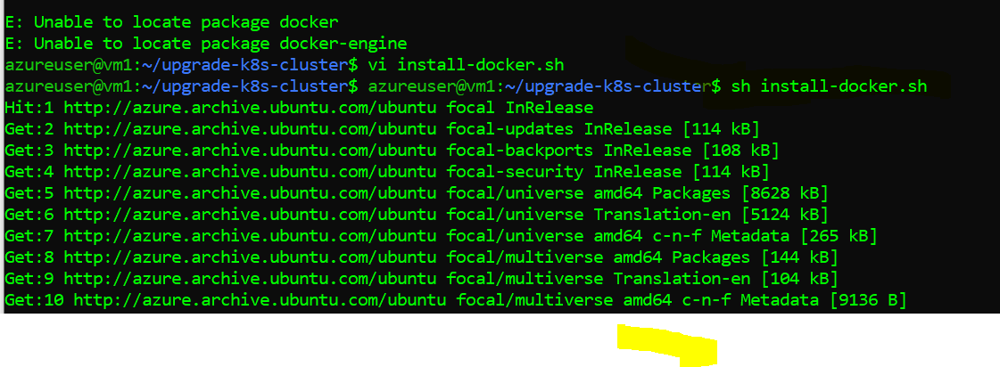 E: Unable to locate package docker
E: Unable to locate package docker-engine
azureuser@vm1:~/upgrade-k8s-cluster$ vi install-docker.sh
azureuser@vm1:~/upgrade-k8s-cluster$ azureuser@vm1:~/upgrade-k8s-cluster$ sh install-docker.sh
Hit:1 http://azure.archive.ubuntu.com/ubuntu focal InRelease
Get:2 http://azure.archive.ubuntu.com/ubuntu focal-updates InRelease [114 kB]
Get:3 http://azure.archive.ubuntu.com/ubuntu focal-backports InRelease [108 kB]
Get:4 http://azure.archive.ubuntu.com/ubuntu focal-security InRelease [114 kB]
Get:5 http://azure.archive.ubuntu.com/ubuntu focal/universe amd64 Packages [8628 kB]
Get:6 http://azure.archive.ubuntu.com/ubuntu focal/universe Translation-en [5124 kB]
Get:7 http://azure.archive.ubuntu.com/ubuntu focal/universe amd64 c-n-f Metadata [265 kB]
Get:8 http://azure.archive.ubuntu.com/ubuntu focal/multiverse amd64 Packages [144 kB]
Get:9 http://azure.archive.ubuntu.com/ubuntu focal/multiverse Translation-en [104 kB]
Get:10 http://azure.archive.ubuntu.com/ubuntu focal/multiverse amd64 c-n-f Metadata [9136 B]